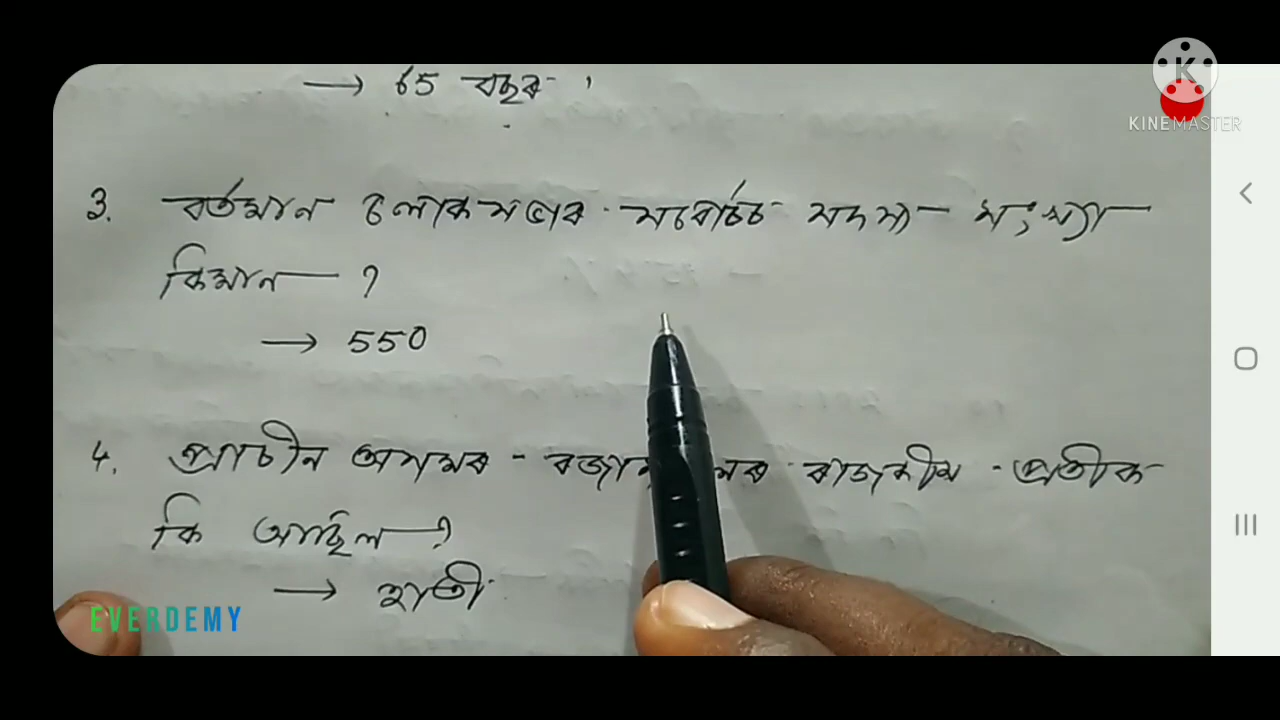 → 65 বছৰ ৷
KINEMASTER
3. বৰ্তমান লোকসভাৰ সৰ্বোচ্চ সদস্য সংখ্যা
কিমান ?
→ 550
4. প্ৰাচীন অসমৰ ৰাজকীয় প্ৰতীক
কি আছিল ?
→ হাতী
EVERDEMY